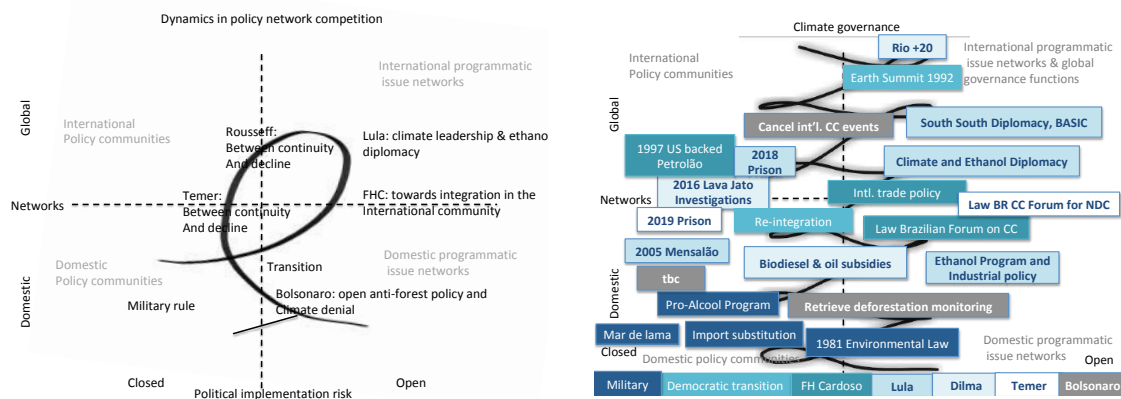 Dynamics in policy network competition
International programmatic
issue networks
Global
International
Policy communities
Rousseff:
Between continuity
And decline
Lula: climate leadership & ethano
diplomacy
Temer:
Between continuity
And decline
FHC: towards integration in the
International community
Networks
Domestic
Policy communities
Domestic programmatic
issue networks
Transition
Domestic
Military rule
Bolsonaro: open anti-forest policy and
Climate denial
Closed
Open
Political implementation risk
Climate governance
Rio +20
International
Policy communities
International programmatic
issue networks & global
governance functions
Earth Summit 1992
Global
Cancel int'l. CC events
South South Diplomacy, BASIC
1997 US backed
Petrolão
2018
Prison
Climate and Ethanol Diplomacy
2016 Lava Jato
Investigations
Intl. trade policy
Networks
Law BR CC Forum for NDC
2019 Prison
Re-integration
Law Brazilian Forum on CC
2005 Mensalão
Biodiesel & oil subsidies
Ethanol Program and
Industrial policy
tbc
Domestic
Pro-Alcool Program
Retrieve deforestation monitoring
Mar de lama
Import substitution
1981 Environmental Law
Closed
Domestic policy communities
Domestic programmatic
issue networks
Open
Military
Democratic transition
FH Cardoso
Lula
Dilma
Temer
Bolsonaro